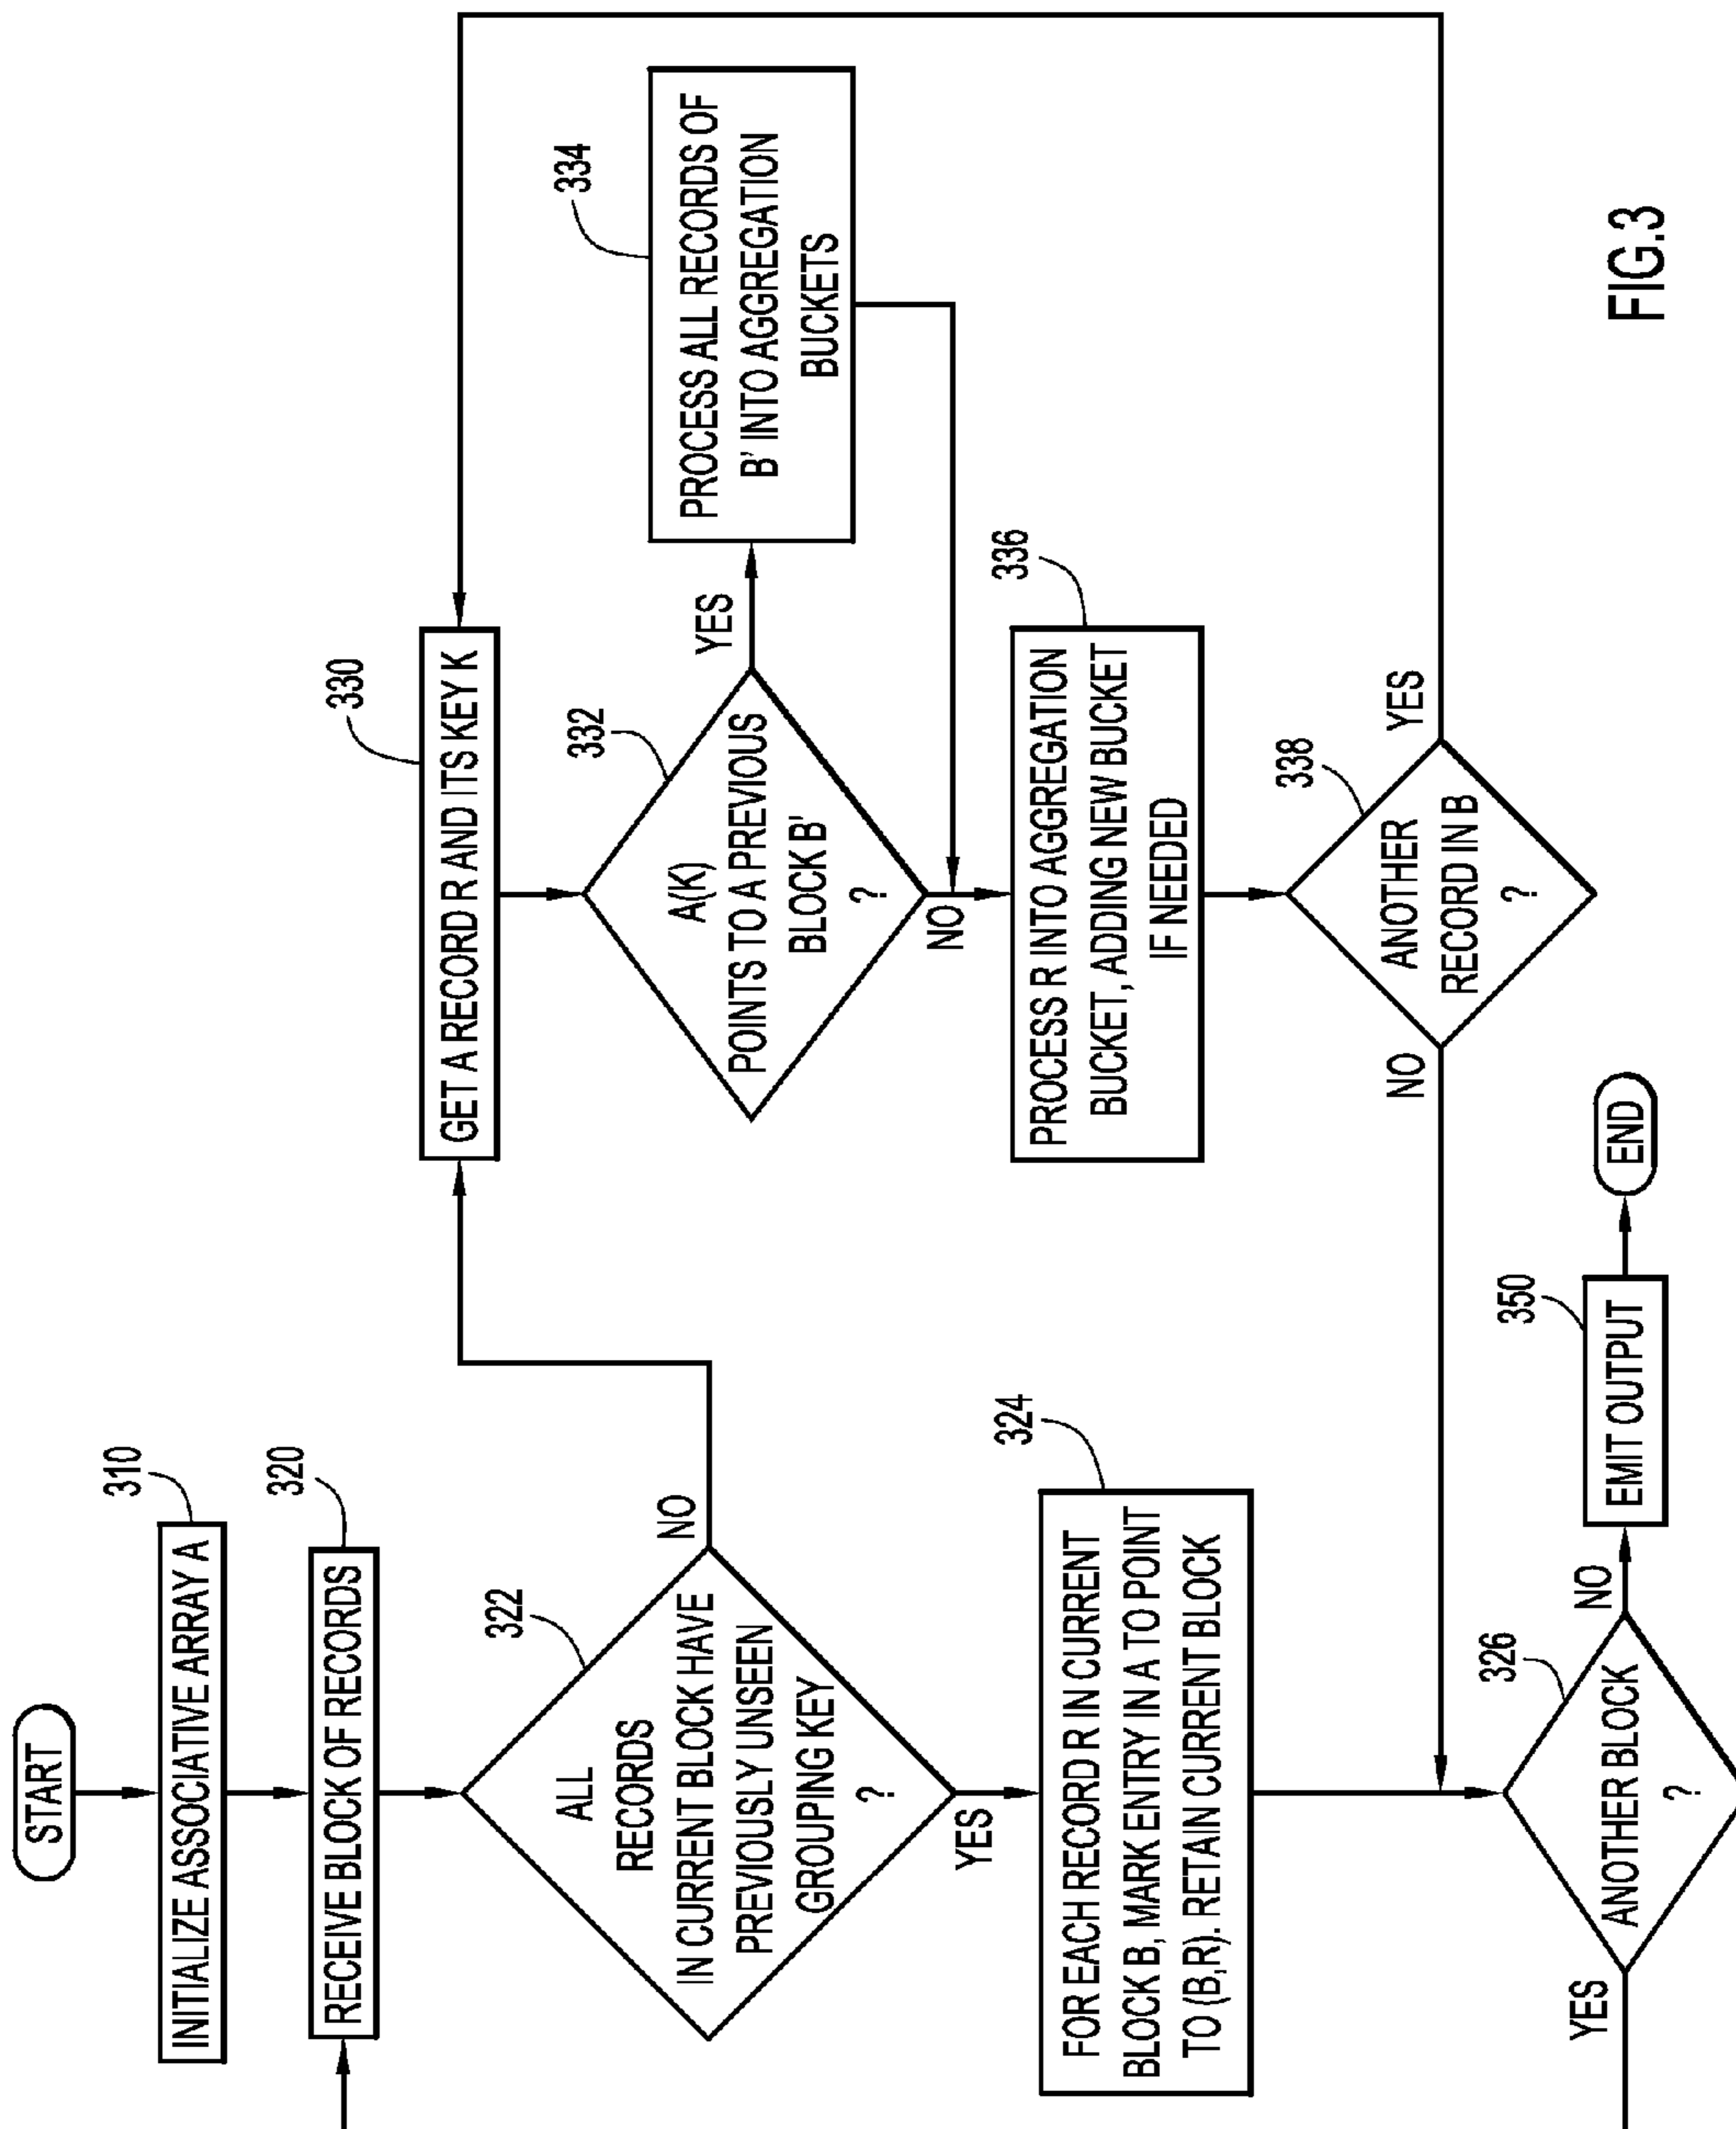 START
310
INITIALIZE ASSOCIATIVE ARRAY A
320
RECEIVE BLOCK OF RECORDS
322
ALL
RECORDS
IN CURRENT BLOCK HAVE
PREVIOUSLY UNSEEN
GROUPING KEY
?
NO
YES
324
FOR EACH RECORD R IN CURRENT
BLOCK B, MARK ENTRY IN A TO POINT
TO (B,R). RETAIN CURRENT BLOCK
326
ANOTHER BLOCK
?
YES
NO
350
EMIT OUTPUT
END
330
GET A RECORD R AND ITS KEY K
332
A(K)
POINTS TO A PREVIOUS
BLOCK B'
?
YES
NO
334
PROCESS ALL RECORDS OF
B' INTO AGGREGATION
BUCKETS
336
PROCESS R INTO AGGREGATION
BUCKET, ADDING NEW BUCKET
IF NEEDED
338
ANOTHER
RECORD IN B
?
YES
NO
FIG.3